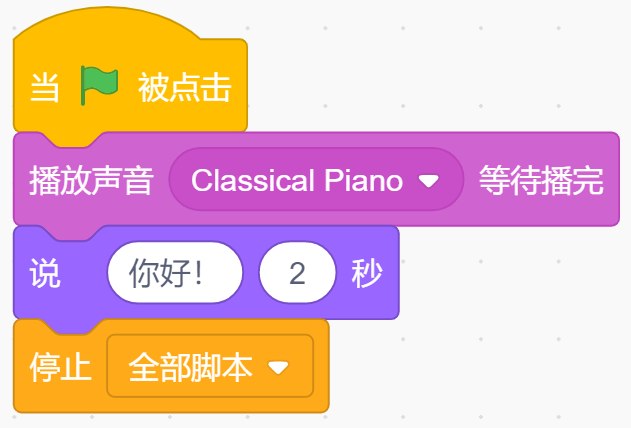 当 被点击
播放声音 Classical Piano 等待播完
说 你好！ 2 秒
停止 全部脚本